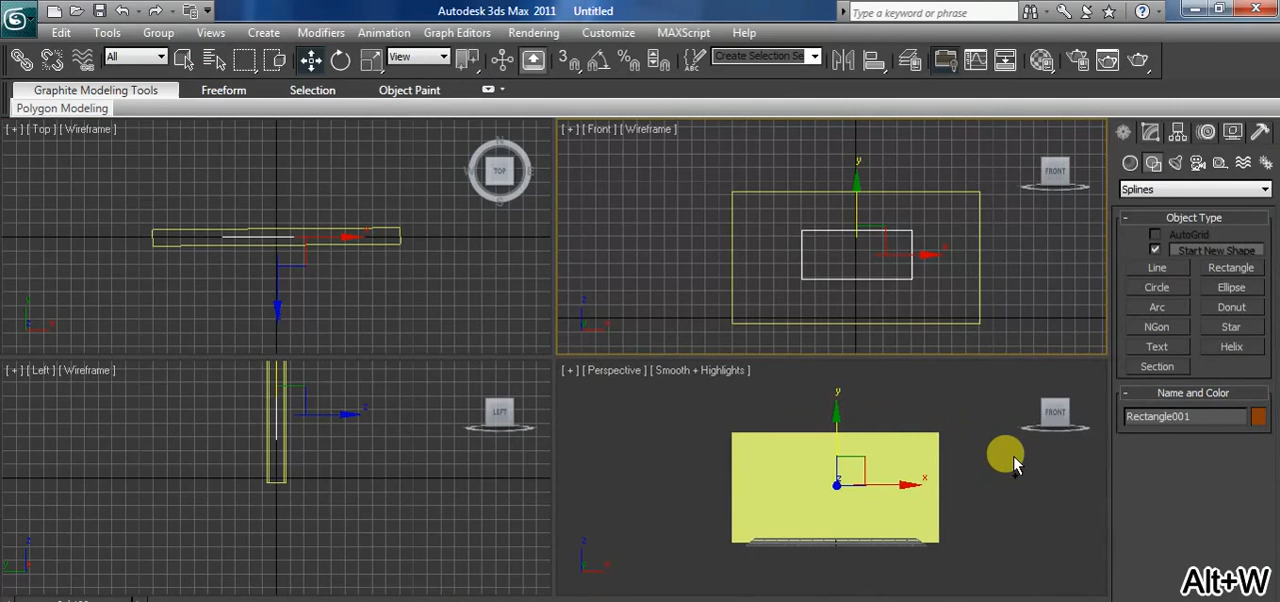 Autodesk 3ds Max 2011 Untitled
Type a keyword or phrase
Edit Tools Group Views Create Modifiers Animation Graph Editors Rendering Customize MAXScript Help
All
View
3
Create Selection Se
Graphite Modeling Tools Freeform Selection Object Paint
Polygon Modeling
[ + ] [ Top ] [ Wireframe ]
TOP
[ + ] [ Front ] [ Wireframe ]
FRONT
y
x
[ + ] [ Left ] [ Wireframe ]
LEFT
[ + ] [ Perspective ] [ Smooth + Highlights ]
FRONT
y
x
Splines
Object Type
AutoGrid
Start New Shape
Line Rectangle
Circle Ellipse
Arc Donut
NGon Star
Text Helix
Section
Name and Color
Rectangle001
Alt+W